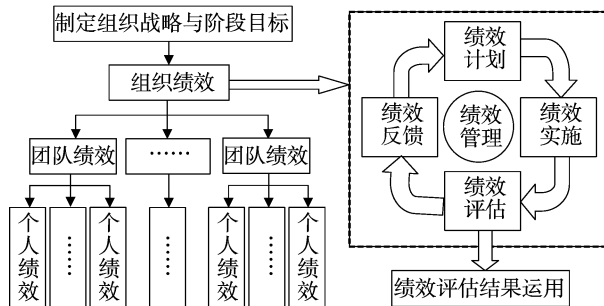 制定组织战略与阶段目标
组织绩效
团队绩效
……
团队绩效
个人绩效
……
个人绩效
……
个人绩效
……
个人绩效
绩效
计划
绩效
反馈
绩效
管理
绩效
实施
绩效
评估
绩效评估结果运用